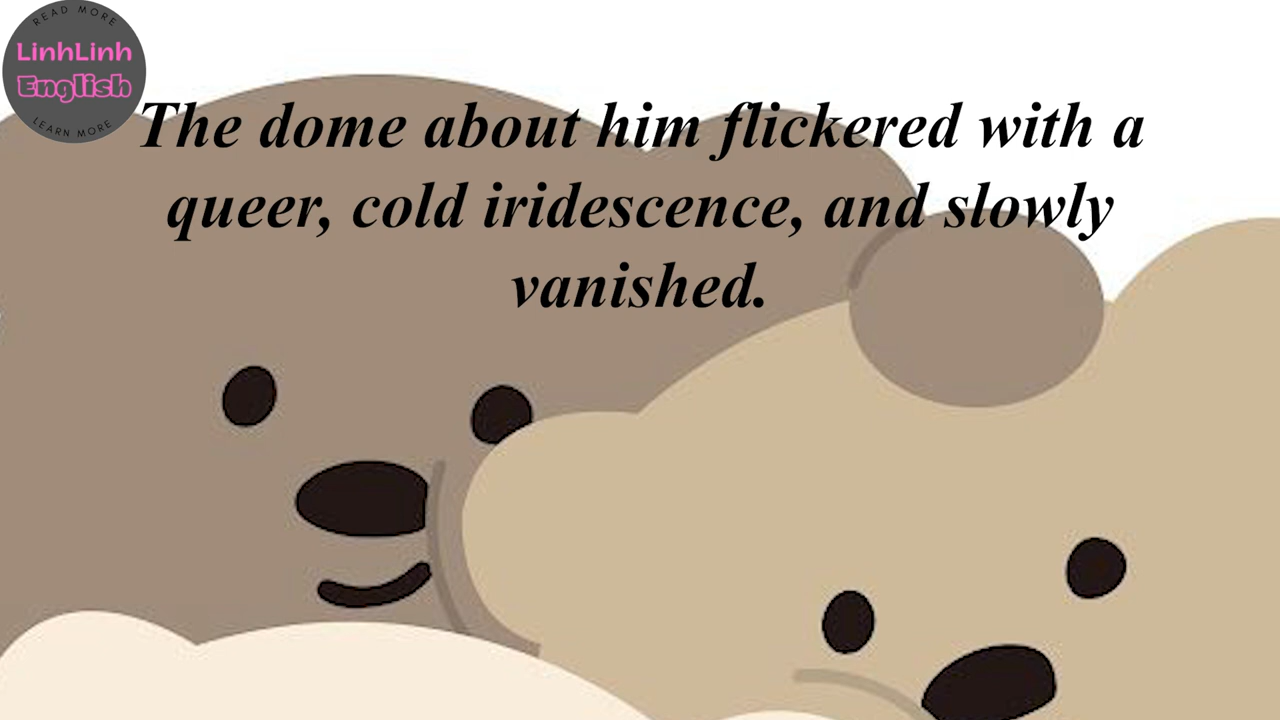 READ MORE
LinhLinh
English
LEARN MORE
The dome about him flickered with a
queer, cold iridescence, and slowly
vanished.